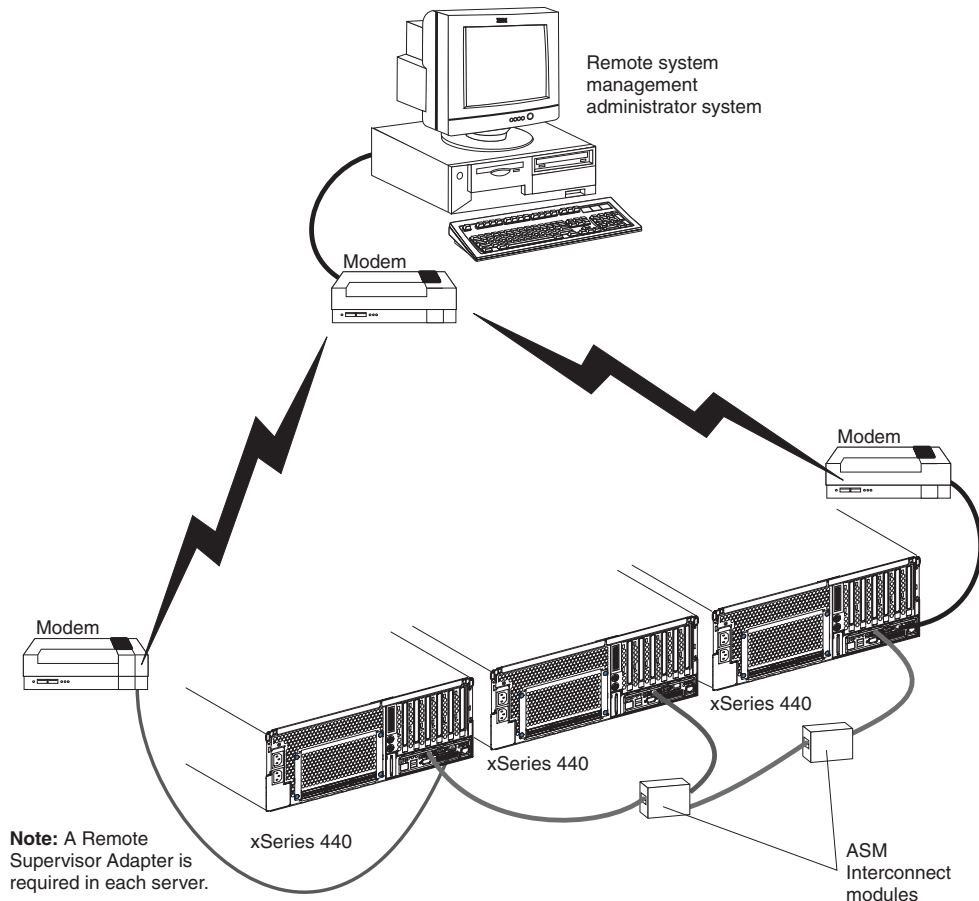 IBM
Remote system
management
administrator system
Modem
Modem
Modem
xSeries 440
xSeries 440
xSeries 440
Note: A Remote
Supervisor Adapter is
required in each server.
ASM
Interconnect
modules